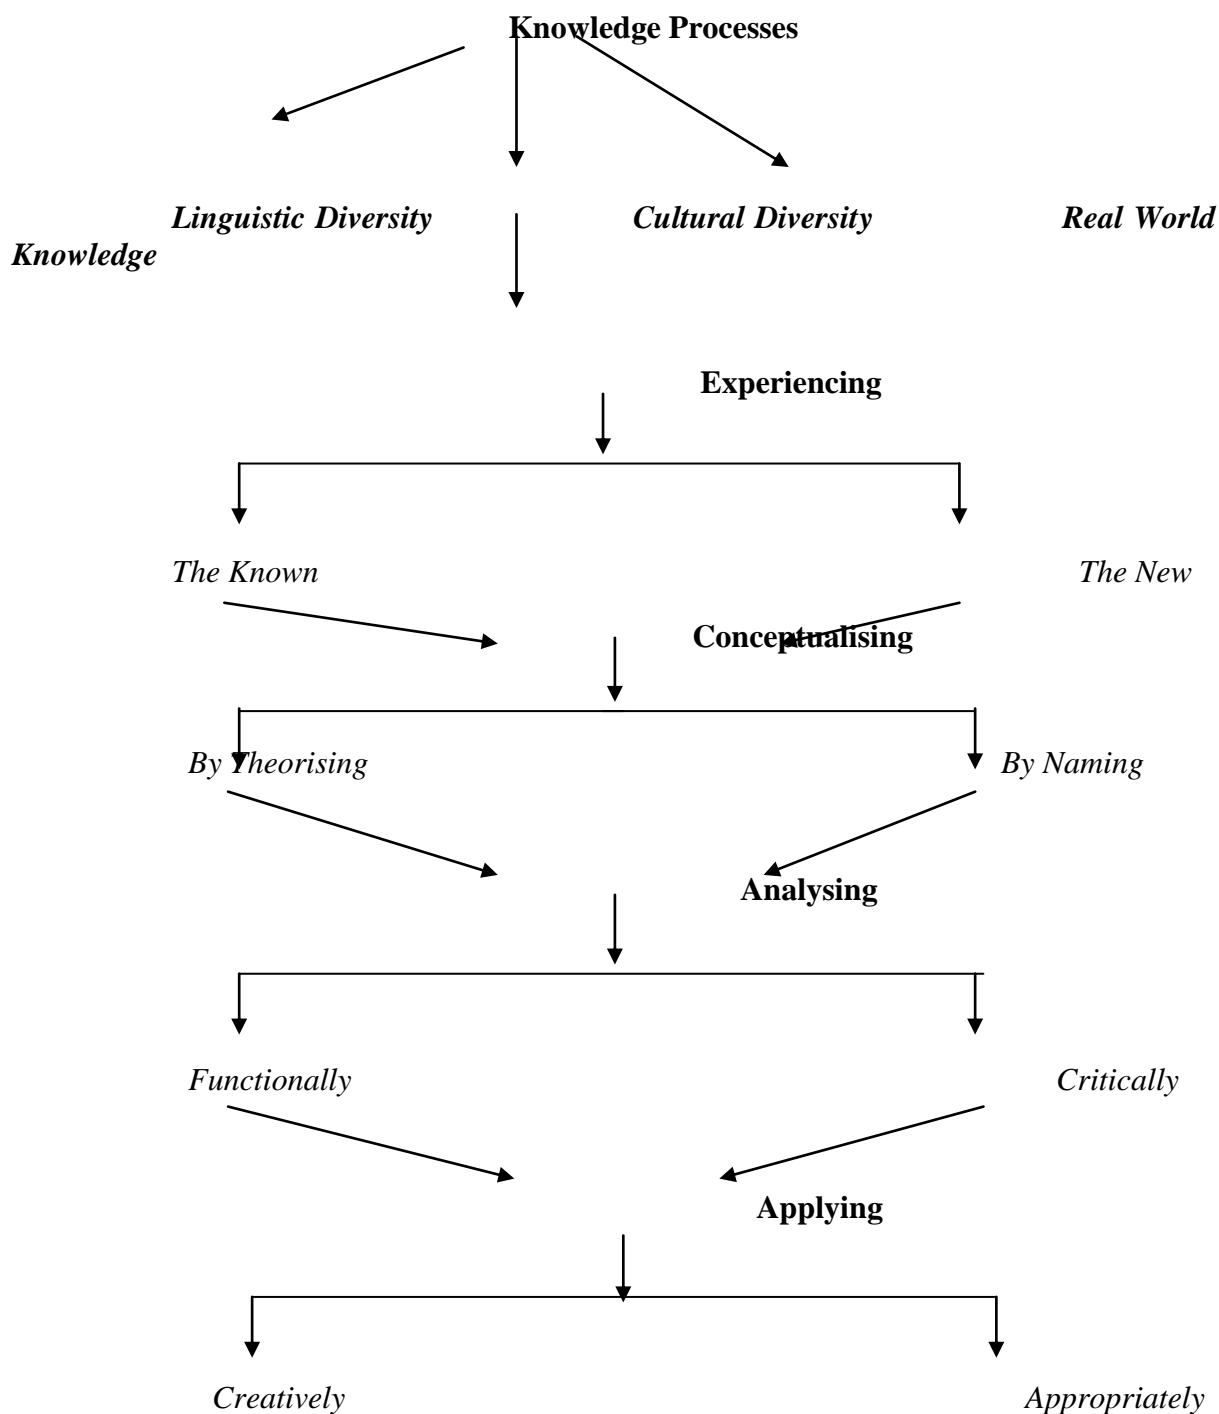 Knowledge Processes
Linguistic Diversity Cultural Diversity Real World
Knowledge
Experiencing
The Known The New
Conceptualising
By Theorising By Naming
Analysing
Functionally Critically
Applying
Creatively Appropriately